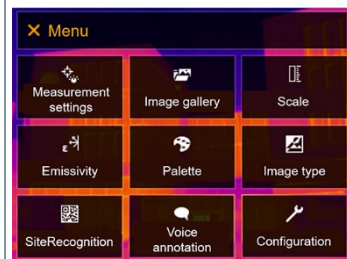 Menu
Measurement
settings
Image gallery
Scale
Emissivity
Palette
Image type
SiteRecognition
Voice
annotation
Configuration